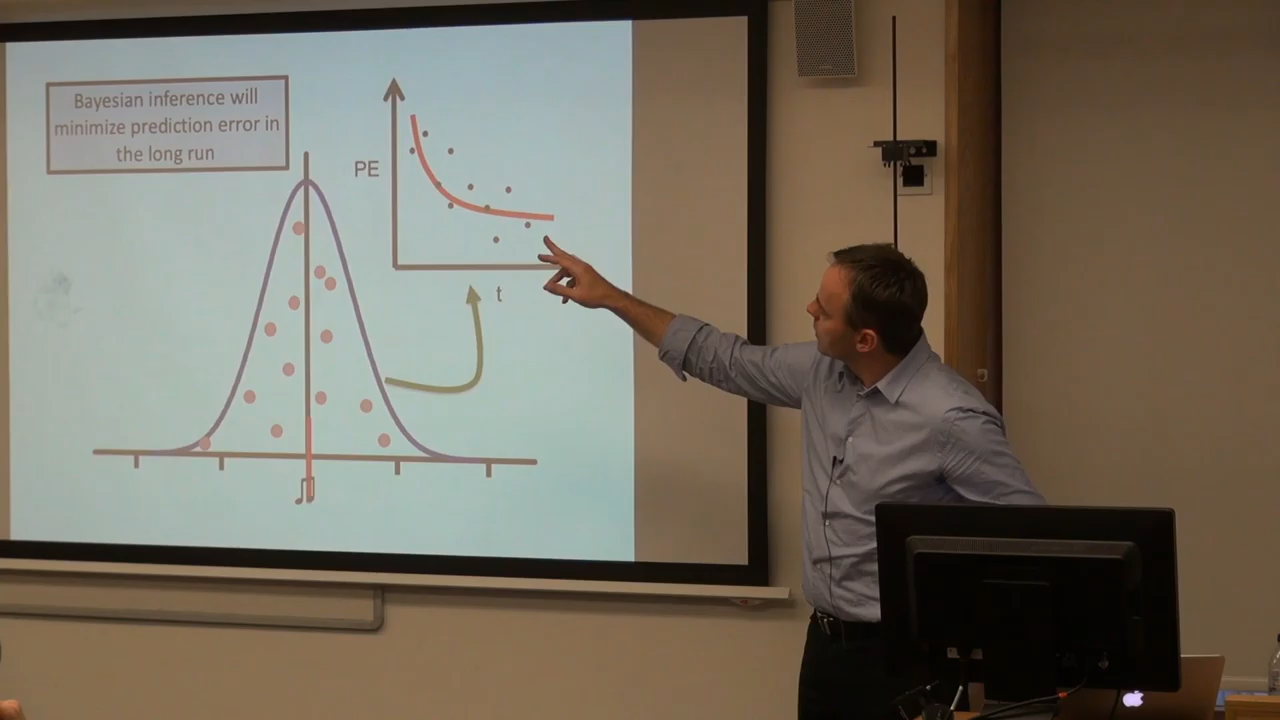 Bayesian inference will
minimize prediction error in
the long run
PE
t